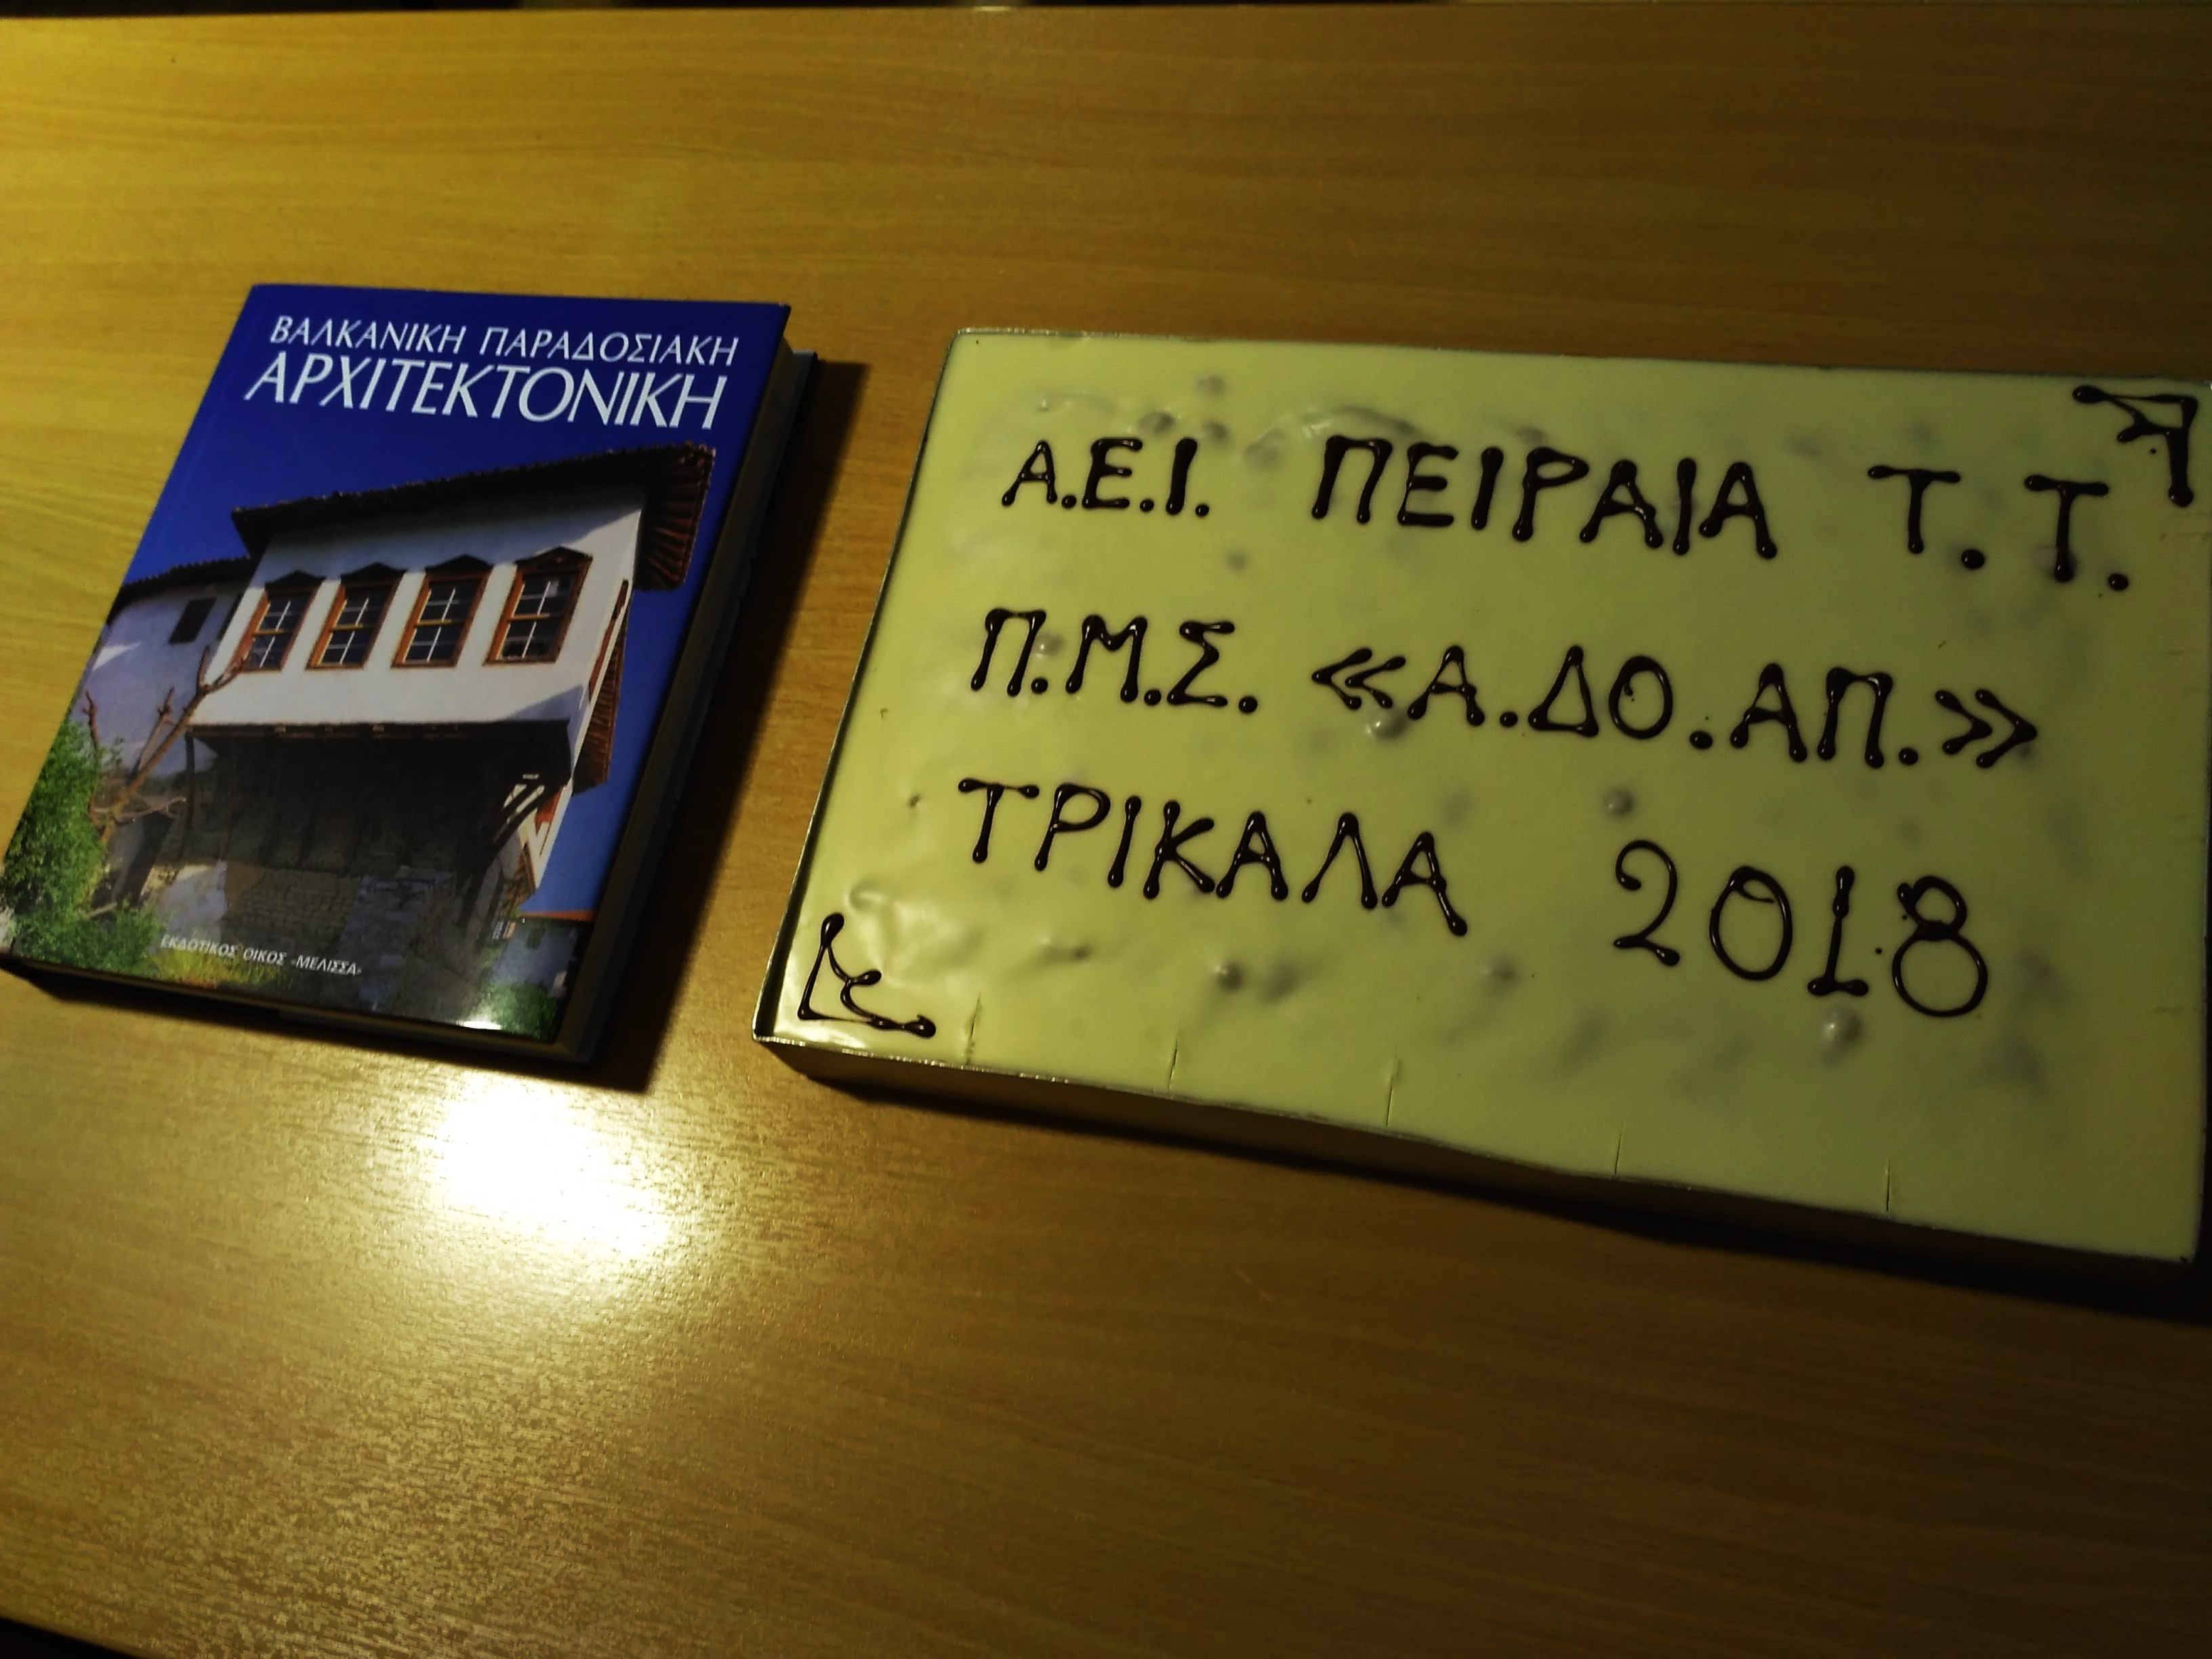 ΒΑΛΚΑΝΙΚΗ ΠΑΡΑΔΟΣΙΑΚΗ
ΑΡΧΙΤΕΚΤΟΝΙΚΗ
ΕΚΔΟΤΙΚΟΣ ΟΙΚΟΣ «ΜΕΛΙΣΣΑ»
Α.Ε.Ι. ΠΕΙΡΑΙΑ Τ.Τ.
Π.Μ.Σ. «Α.ΔΟ.ΑΠ.»
ΤΡΙΚΑΛΑ 2018